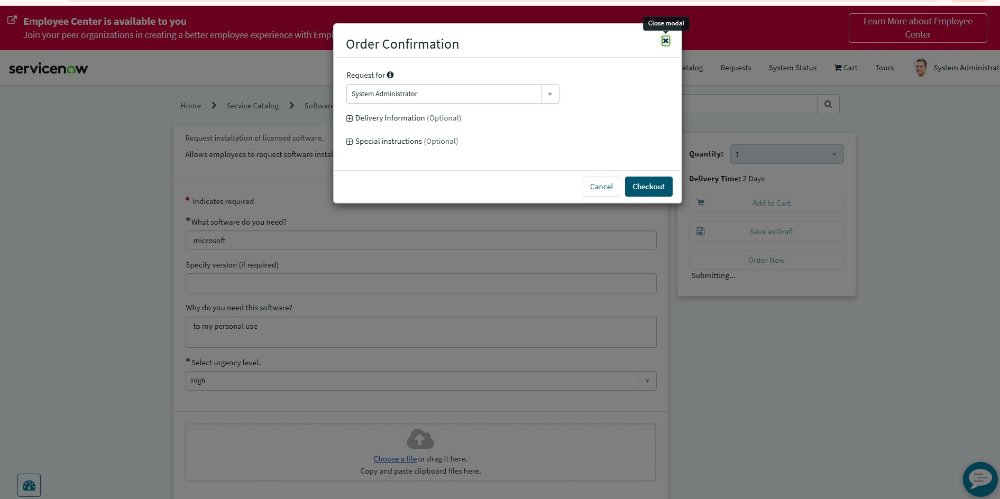 Employee Center is available to you
Join your peer organizations in creating a better employee experience with Empl
Learn More about Employee
Center
Close modal
Order Confirmation
servicenow
atalog
Requests
System Status
Cart
Tours
System Administrat
Request for
System Administrator
Home
Service Catalog
Software
Delivery Information (Optional)
Special instructions (Optional)
Cancel
Checkout
Request installation of licensed software.
Allows employees to request software instal
* Indicates required
*What software do you need?
microsoft
Specify version (if required)
Why do you need this software?
to my personal use
*Select urgency level.
High
Choose a file or drag it here.
Copy and paste clipboard files here.
Quantity:
1
Delivery Time: 2 Days
Add to Cart
Save as Draft
Order Now
Submitting...